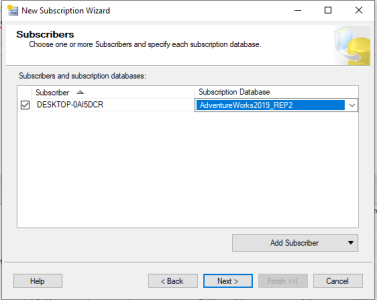 New Subscription Wizard
Subscribers
Choose one or more Subscribers and specify each subscription database.
Subscribers and subscription databases:
Subscriber Subscription Database
DESKTOP-0AI5DCR AdventureWorks2019_REP2
Add Subscriber
Help < Back Next > Finish >>| Cancel